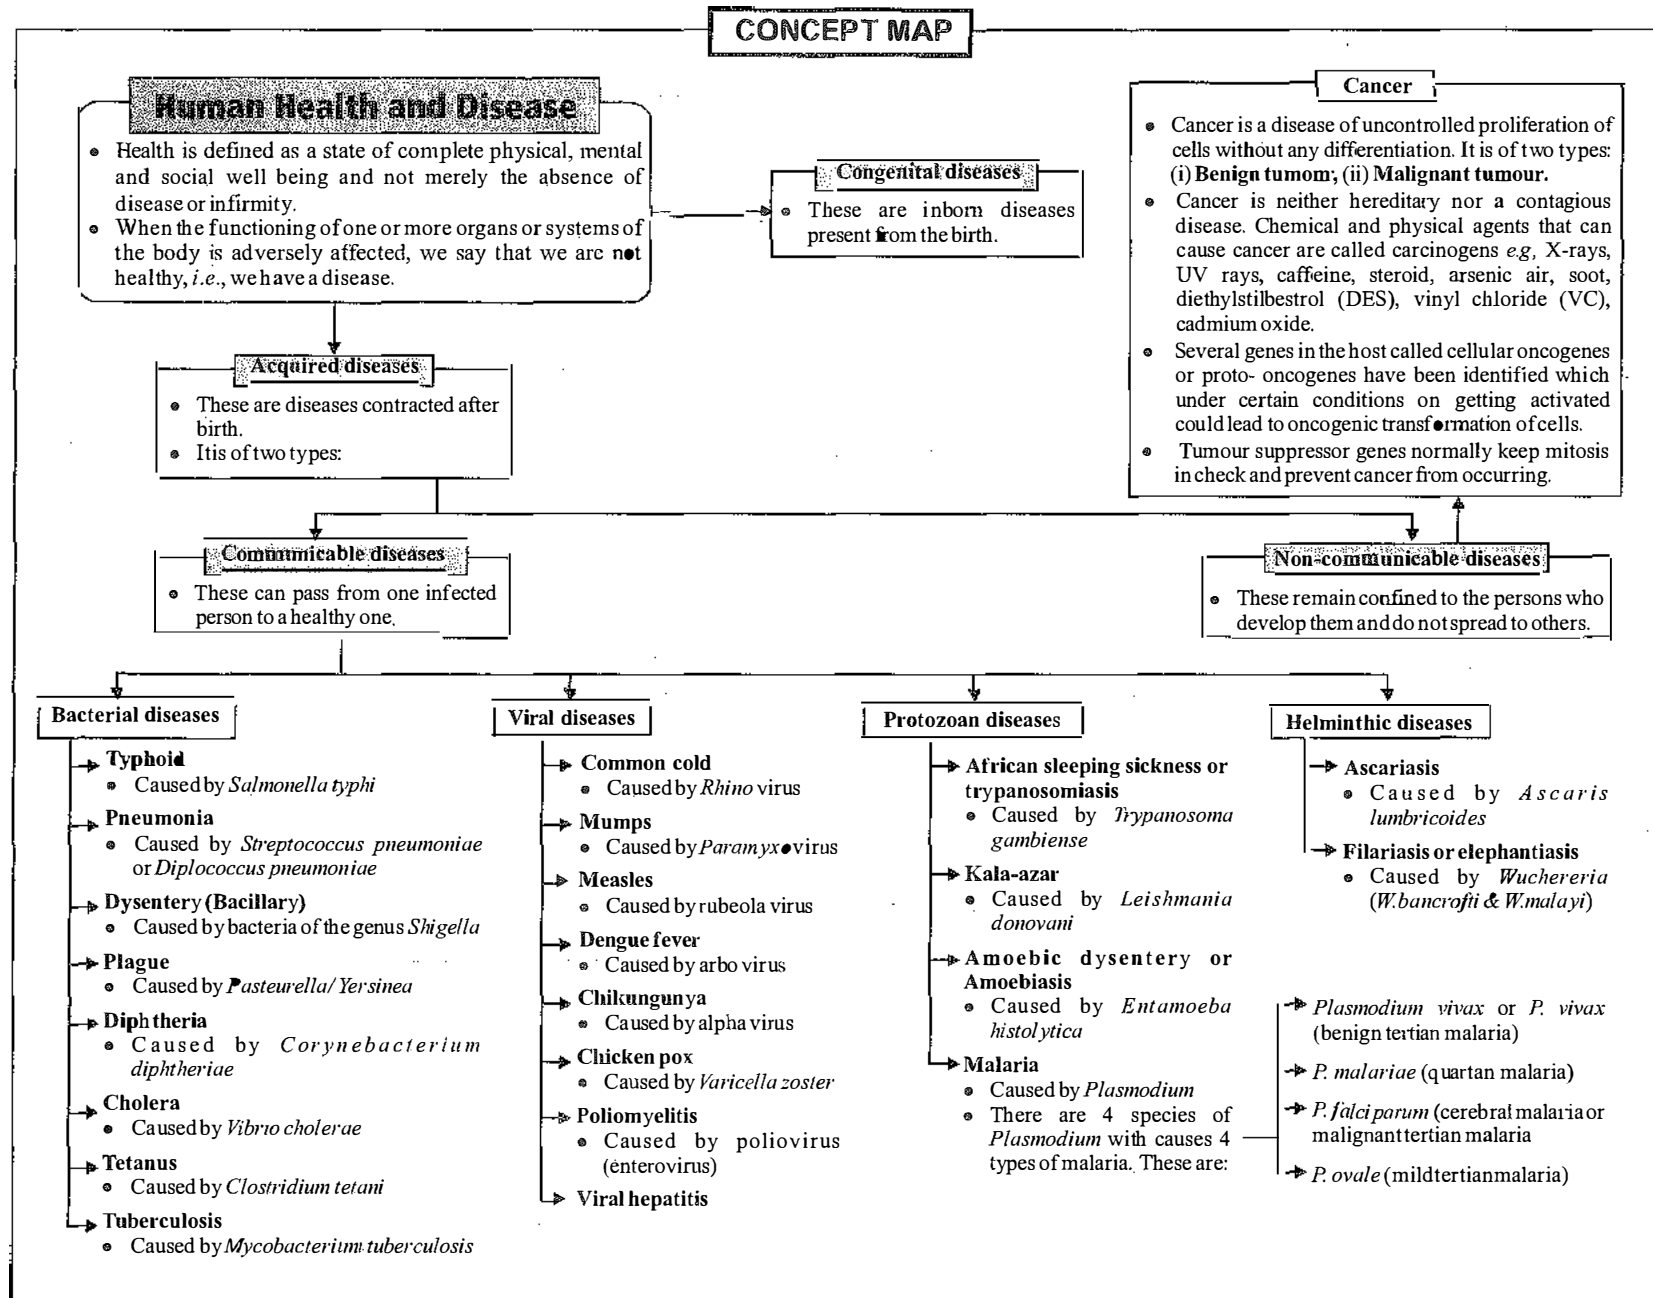 CONCEPT MAP
Human Health and Disease
• Health is defined as a state of complete physical, mental
and social well being and not merely the absence of
disease or infirmity.
• When the functioning of one or more organs or systems of
the body is adversely affected, we say that we are not
healthy, i.e., we have a disease.
Congenital diseases
• These are inborn diseases
present from the birth.
Cancer
• Cancer is a disease of uncontrolled proliferation of
cells without any differentiation. It is of two types:
(i) Benign tumour, (ii) Malignant tumour.
• Cancer is neither hereditary nor a contagious
disease. Chemical and physical agents that can
cause cancer are called carcinogens e.g, X-rays,
UV rays, caffeine, steroid, arsenic air, soot,
diethylstilbestrol (DES), vinyl chloride (VC),
cadmium oxide.
• Several genes in the host called cellular oncogenes
or proto- oncogenes have been identified which
under certain conditions on getting activated
could lead to oncogenic transformation of cells.
• Tumour suppressor genes normally keep mitosis
in check and prevent cancer from occurring.
Acquired diseases
• These are diseases contracted after
birth.
• It is of two types:
Communicable diseases
• These can pass from one infected
person to a healthy one.
Non-communicable diseases
• These remain confined to the persons who
develop them and do not spread to others.
Bacterial diseases
Typhoid
• Caused by Salmonella typhi
Pneumonia
• Caused by Streptococcus pneumoniae
or Diplococcus pneumoniae
Dysentery (Bacillary)
• Caused by bacteria of the genus Shigella
Plague
• Caused by Pasteurella/ Yersinea
Diphtheria
• Caused by Corynebacterium
diphtheriae
Cholera
• Caused by Vibrio cholerae
Tetanus
• Caused by Clostridium tetani
Tuberculosis
• Caused by Mycobacterium tuberculosis
Viral diseases
Common cold
• Caused by Rhino virus
Mumps
• Caused by Paramyxovirus
Measles
• Caused by rubeola virus
Dengue fever
• Caused by arbo virus
Chikungunya
• Caused by alpha virus
Chicken pox
• Caused by Varicella zoster
Poliomyelitis
• Caused by poliovirus
(enterovirus)
Viral hepatitis
Protozoan diseases
African sleeping sickness or
trypanosomiasis
• Caused by Trypanosoma
gambiense
Kala-azar
• Caused by Leishmania
donovani
Amoebic dysentery or
Amoebiasis
• Caused by Entamoeba
histolytica
Malaria
• Caused by Plasmodium
• There are 4 species of
Plasmodium with causes 4
types of malaria. These are:
Plasmodium vivax or P. vivax
(benign tertian malaria)
P. malariae (quartan malaria)
P. falciparum (cerebral malaria or
malignant tertian malaria
P. ovale (mild tertian malaria)
Helminthic diseases
Ascariasis
• Caused by Ascaris
lumbricoides
Filariasis or elephantiasis
• Caused by Wuchereria
(W.bancrofti & W.malayi)